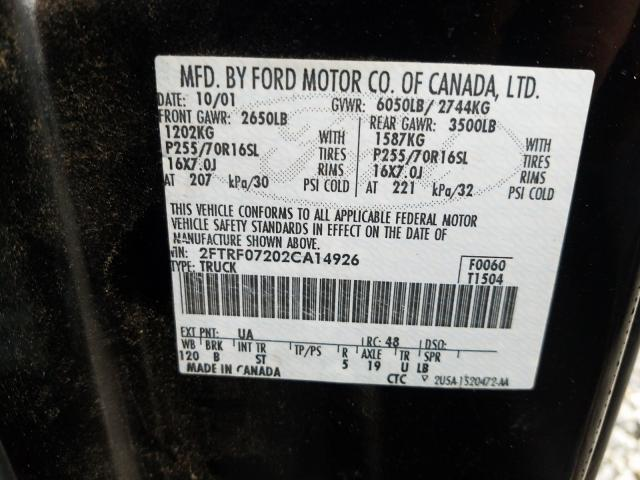 MFD. BY FORD MOTOR CO. OF CANADA, LTD.
DATE: 10/01 GVWR: 6050LB/ 2744KG
FRONT GAWR: 2650LB REAR GAWR: 3500LB
1202KG WITH 1587KG WITH
P255/70R16SL TIRES P255/70R16SL TIRES
16X7.0J RIMS 16X7.0J RIMS
AT 207 kPa/30 PSI COLD AT 221 kPa/32 PSI COLD
THIS VEHICLE CONFORMS TO ALL APPLICABLE FEDERAL MOTOR
VEHICLE SAFETY STANDARDS IN EFFECT ON THE DATE OF
MANUFACTURE SHOWN ABOVE.
VIN: 2FTRF07202CA14926 F0060
TYPE: TRUCK T1504
EXT PNT: UA RC: 48 DSO:
WB BRK INT TR TP/PS R AXLE TR SPR
120 B ST 5 19 U LB
MADE IN CANADA CTC ▽ 2U5A-1520472-AA